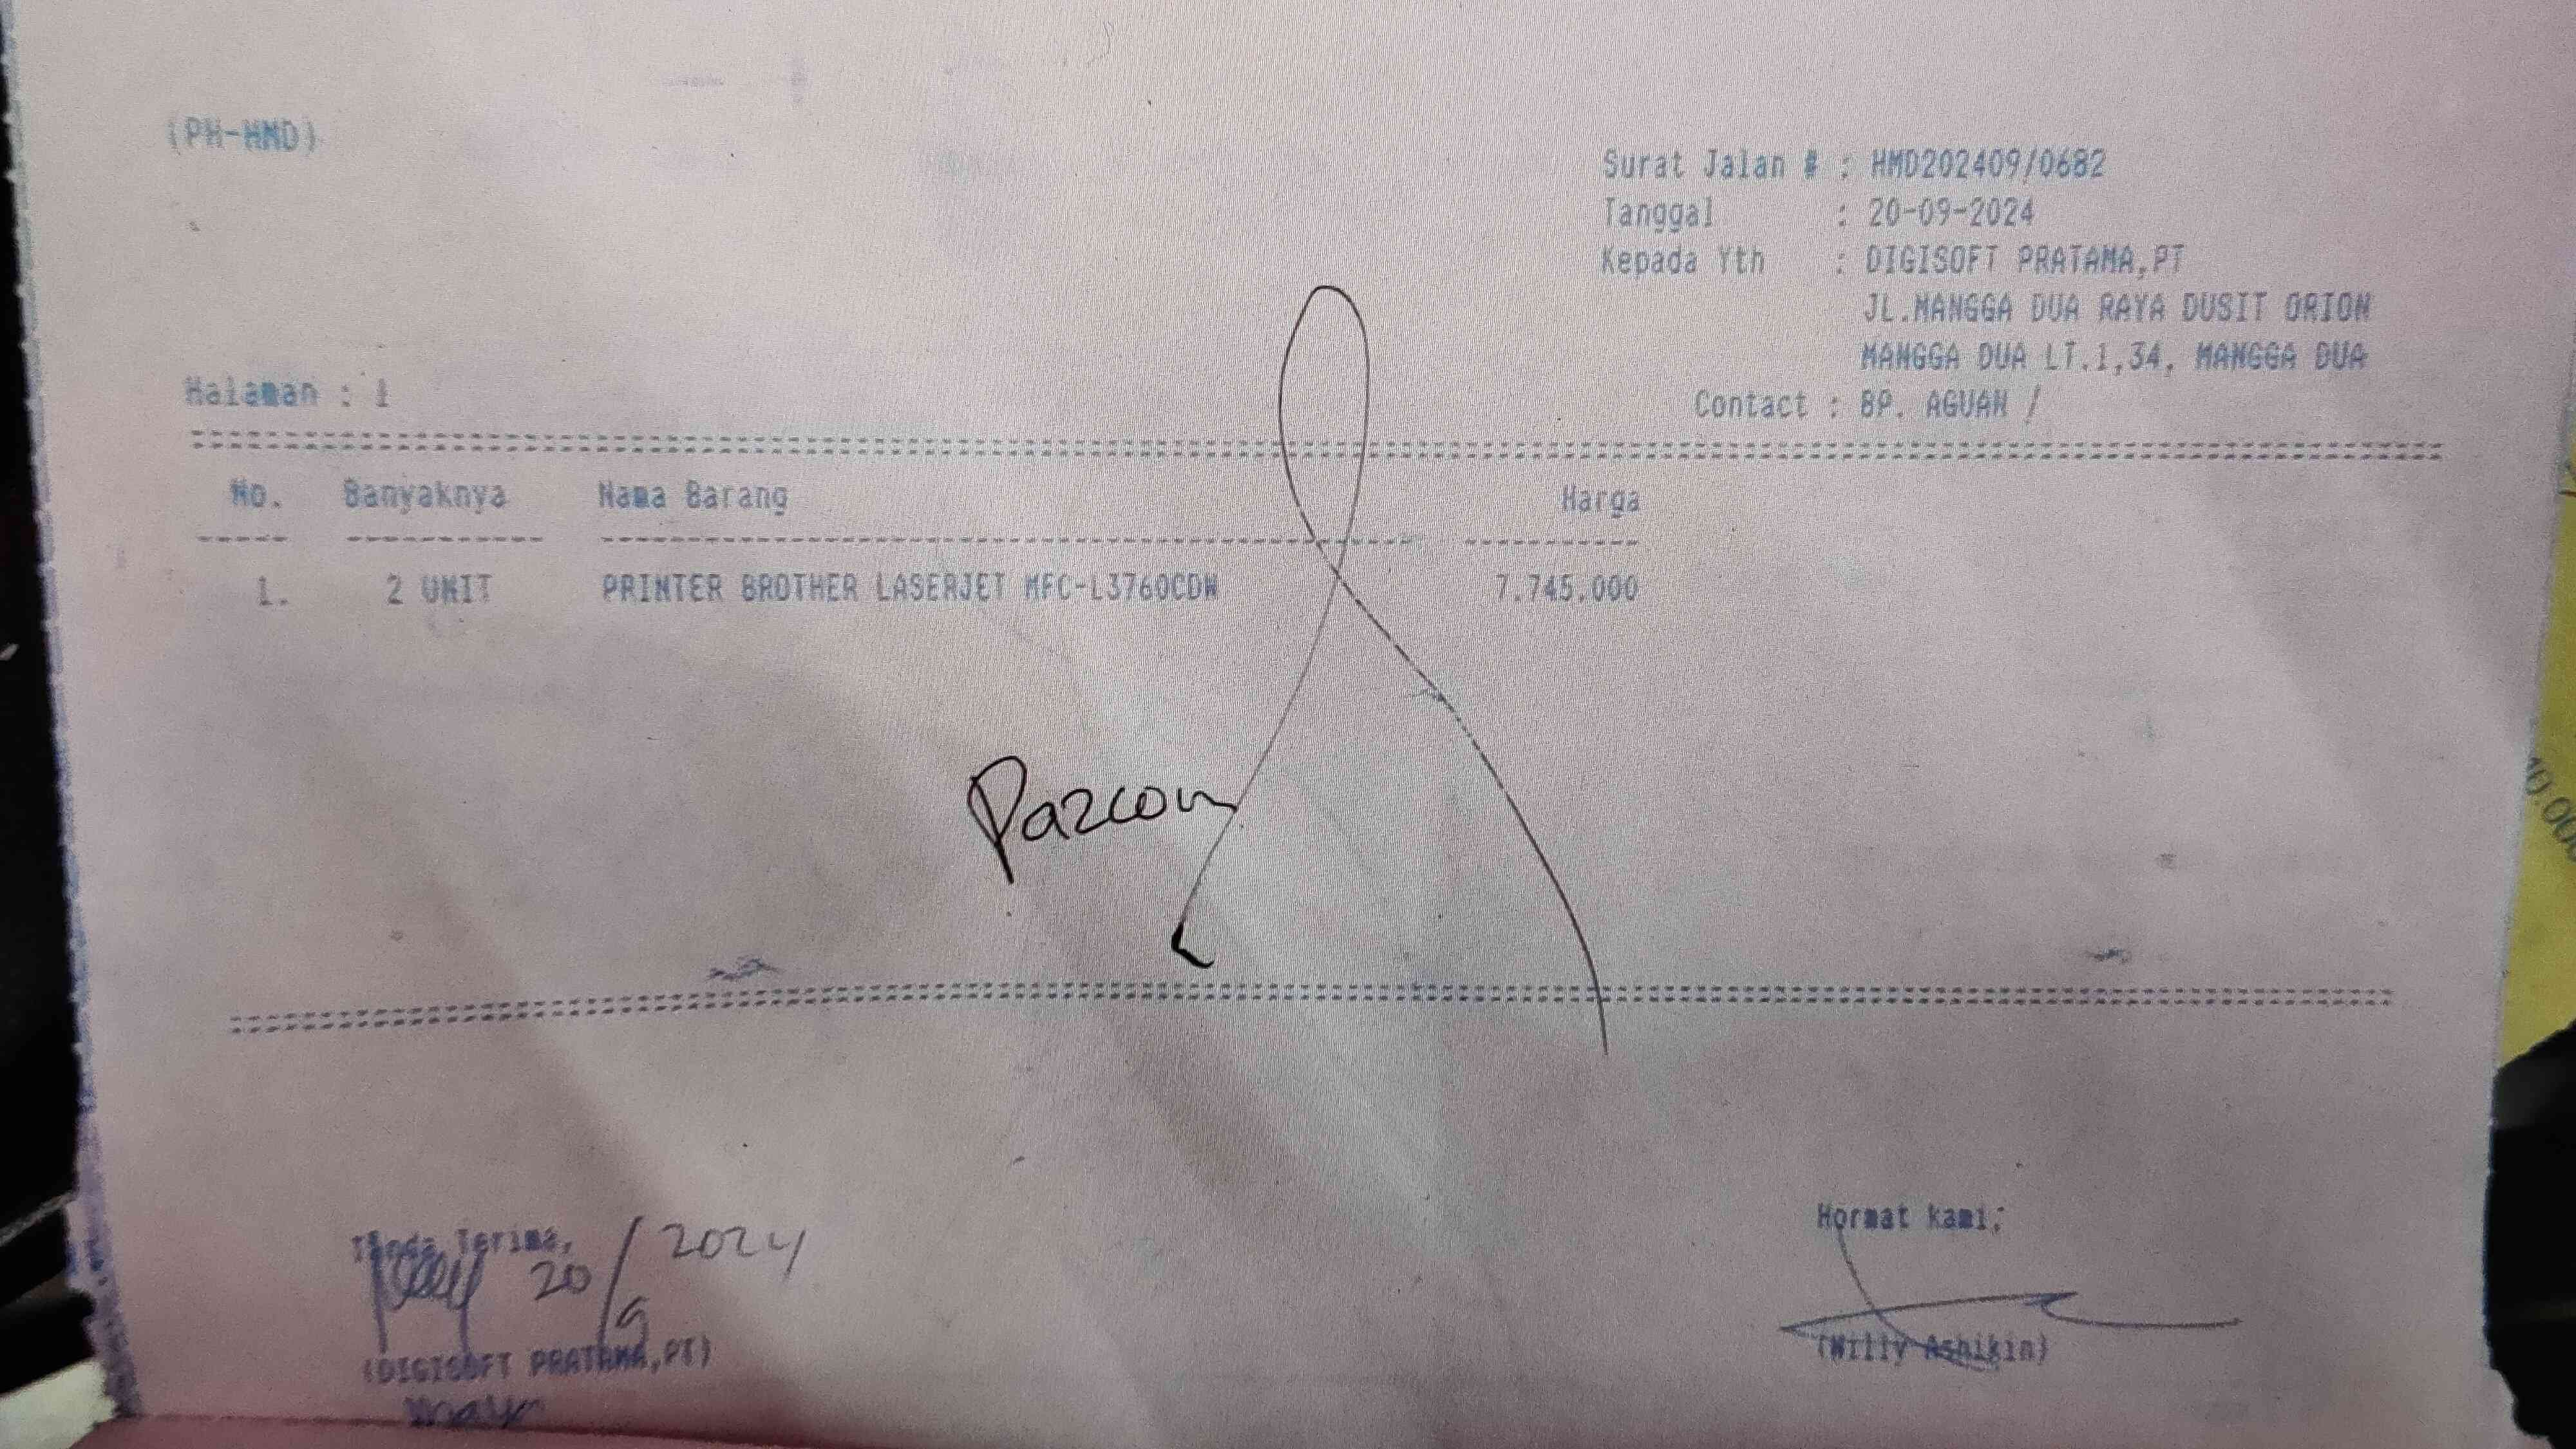 (PH-HMD)
Surat Jalan # : HMD202409/0682
Tanggal : 20-09-2024
Kepada Yth : DIGISOFT PRATAMA,PT
JL.MANGGA DUA RAYA DUSIT ORION
MANGGA DUA LT.1,34, MANGGA DUA
Halaman : 1
Contact : BP. AGUAN /
No. Banyaknya Nama Barang Harga
1. 2 UNIT PRINTER BROTHER LASERJET MFC-L3760CDW 7.745.000
Pazcom
Hormat kami,
Tanda Terima,
20/9 2024
(Willy Ashikin)
(DIGISOFT PRATAMA,PT)